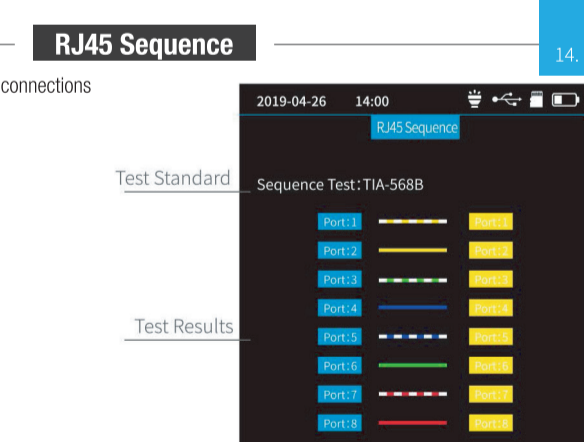 RJ45 Sequence
14.
connections
2019-04-26 14:00
RJ45 Sequence
Test Standard
Sequence Test:TIA-568B
Port:1 Port:1
Port:2 Port:2
Port:3 Port:3
Port:4 Port:4
Test Results
Port:5 Port:5
Port:6 Port:6
Port:7 Port:7
Port:8 Port:8